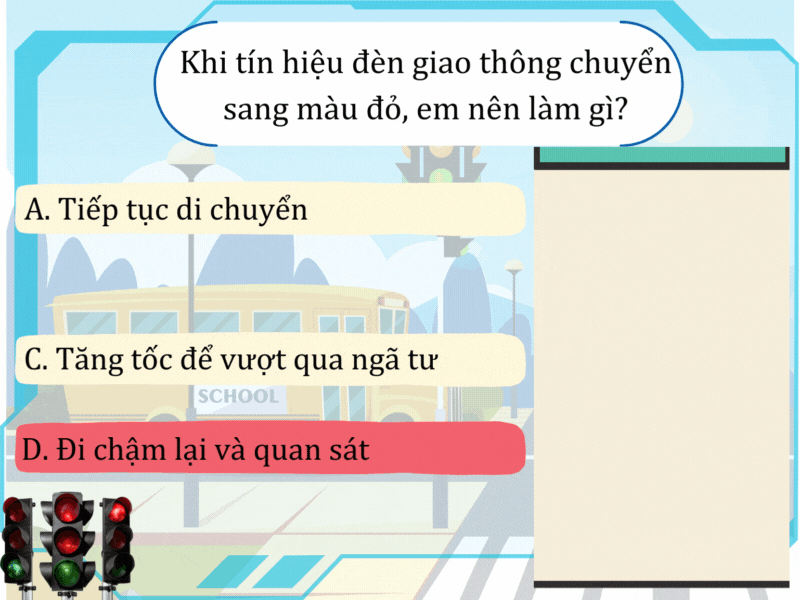 Khi tín hiệu đèn giao thông chuyển
sang màu đỏ, em nên làm gì?
A. Tiếp tục di chuyển
C. Tăng tốc để vượt qua ngã tư
SCHOOL
D. Đi chậm lại và quan sát